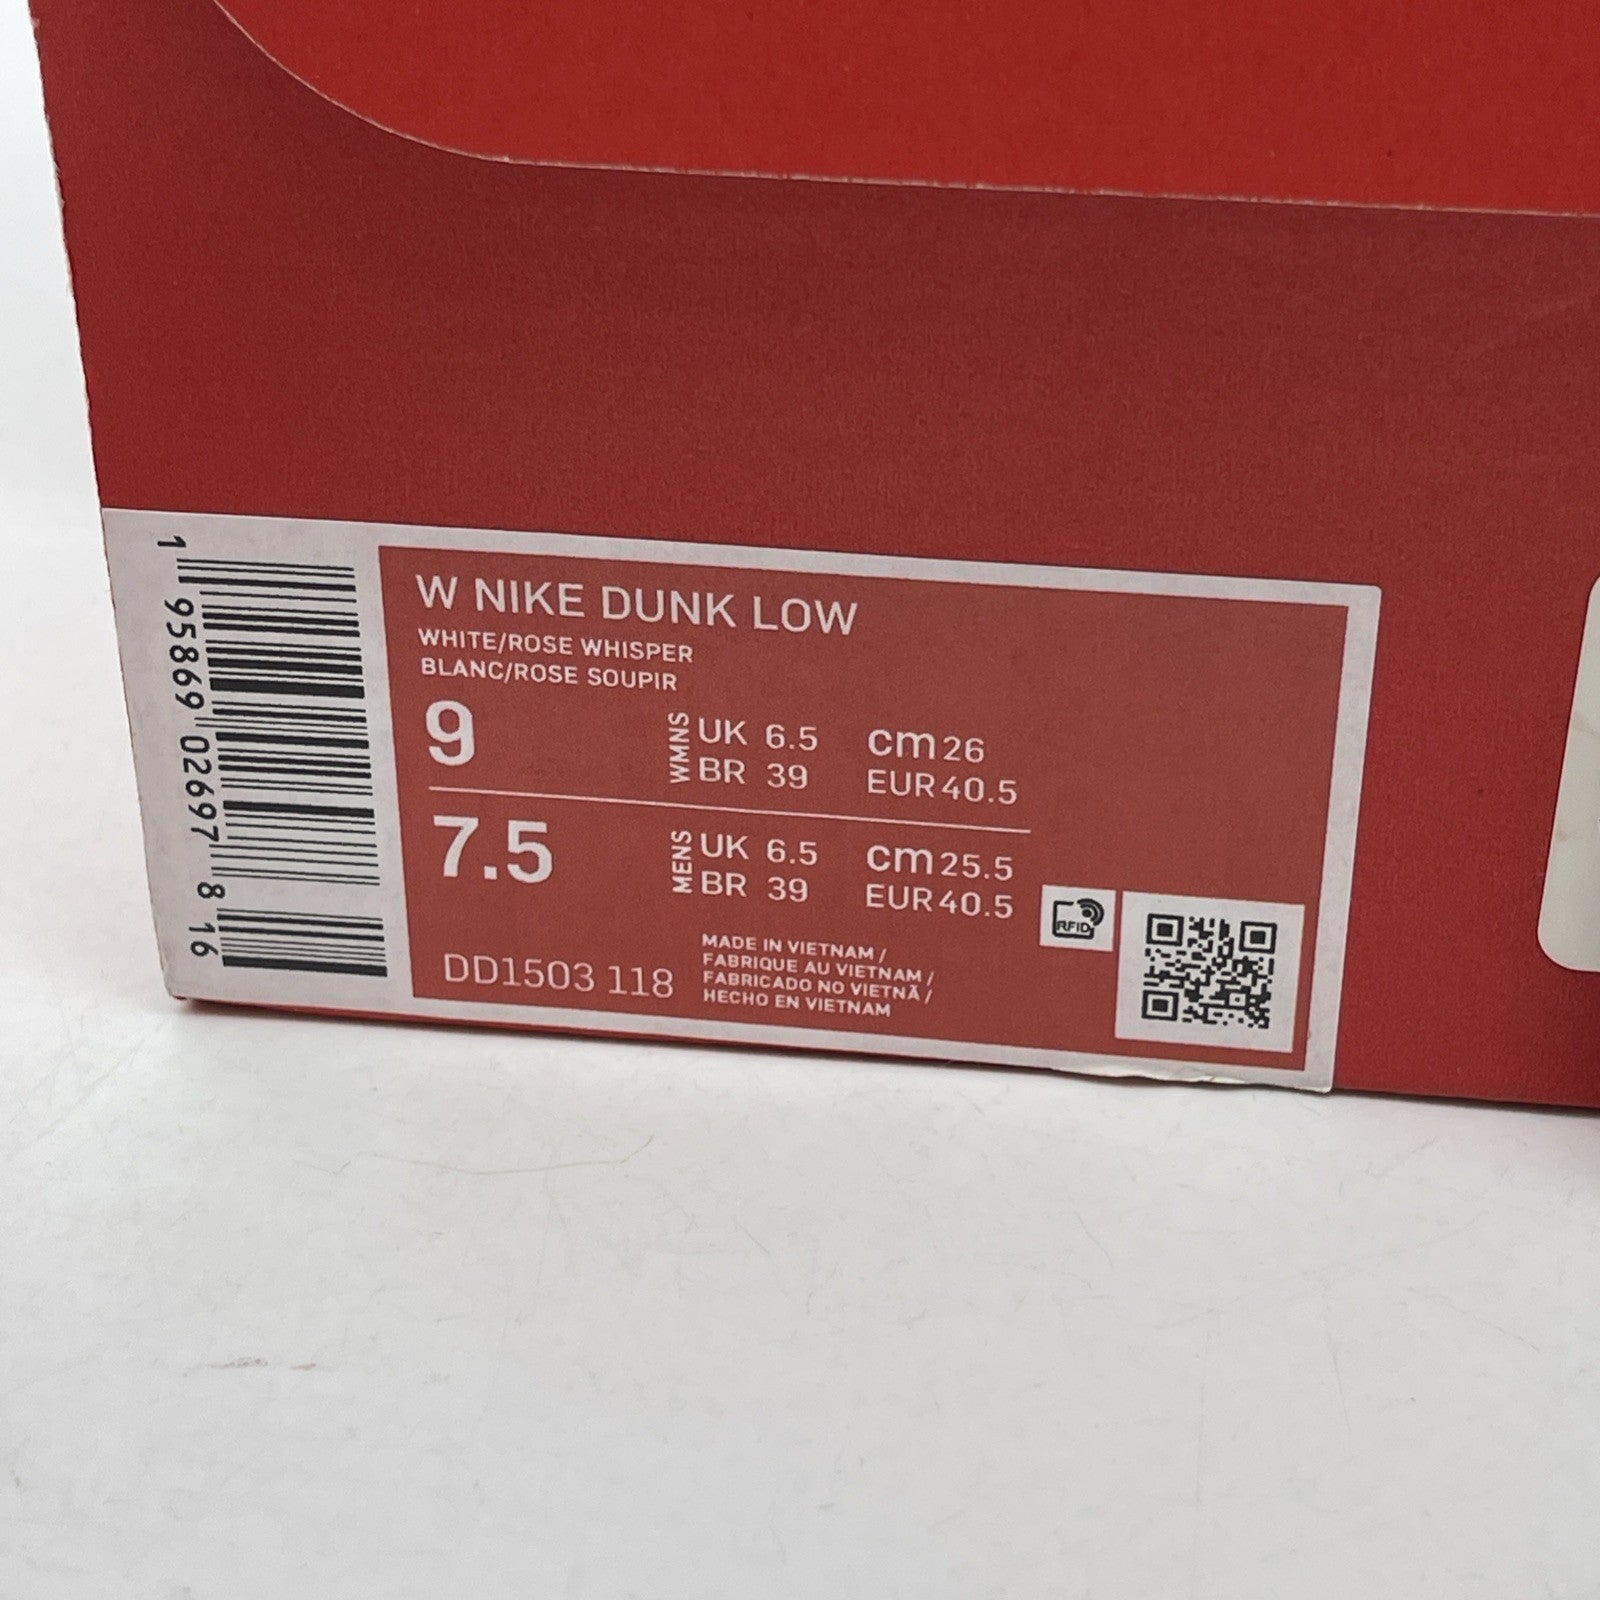 W NIKE DUNK LOW
WHITE/ROSE WHISPER
BLANC/ROSE SOUPIR
9 WMNS UK 6.5 cm 26
BR 39 EUR 40.5
7.5 MENS UK 6.5 cm 25.5
BR 39 EUR 40.5
DD1503 118
MADE IN VIETNAM /
FABRIQUE AU VIETNAM /
FABRICADO NO VIETNÃ /
HECHO EN VIETNAM
RFID
1 95869 02697 8 16